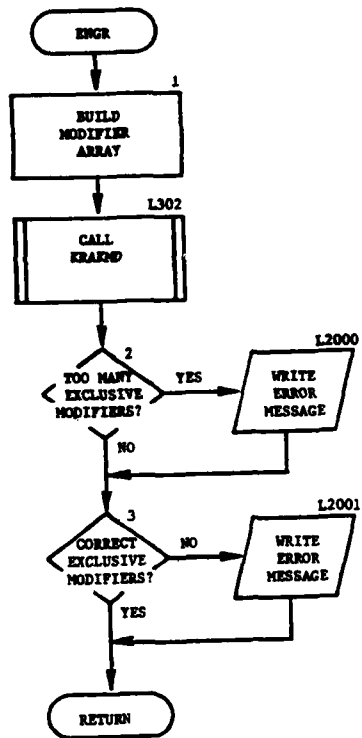 ENGR
1
BUILD
MODIFIER
ARRAY
L302
CALL
KRAKMD
2
TOO MANY
EXCLUSIVE
MODIFIERS?
YES
L2000
WRITE
ERROR
MESSAGE
NO
3
CORRECT
EXCLUSIVE
MODIFIERS?
NO
L2001
WRITE
ERROR
MESSAGE
YES
RETURN